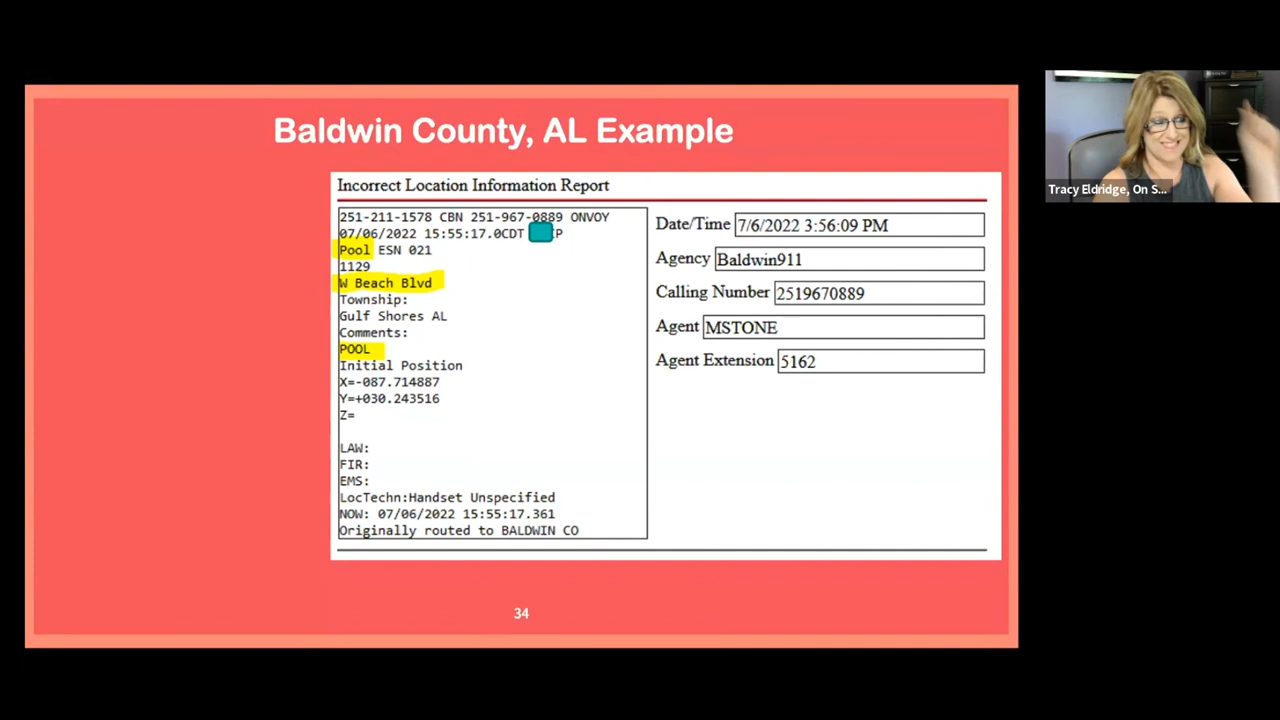 Baldwin County, AL Example
Incorrect Location Information Report
251-211-1578 CBN 251-967-0889 ONVOY
07/06/2022 15:55:17.0CDT
Pool ESN 021
1129
W Beach Blvd
Township:
Gulf Shores AL
Comments:
POOL
Initial Position
X=-087.714887
Y=+030.243516
Z=
LAW:
FIR:
EMS:
LocTechn:Handset Unspecified
NOW: 07/06/2022 15:55:17.361
Originally routed to BALDWIN CO
Date/Time 7/6/2022 3:56:09 PM
Agency Baldwin911
Calling Number 2519670889
Agent MSTONE
Agent Extension 5162
34
Tracy Eldridge, On S...